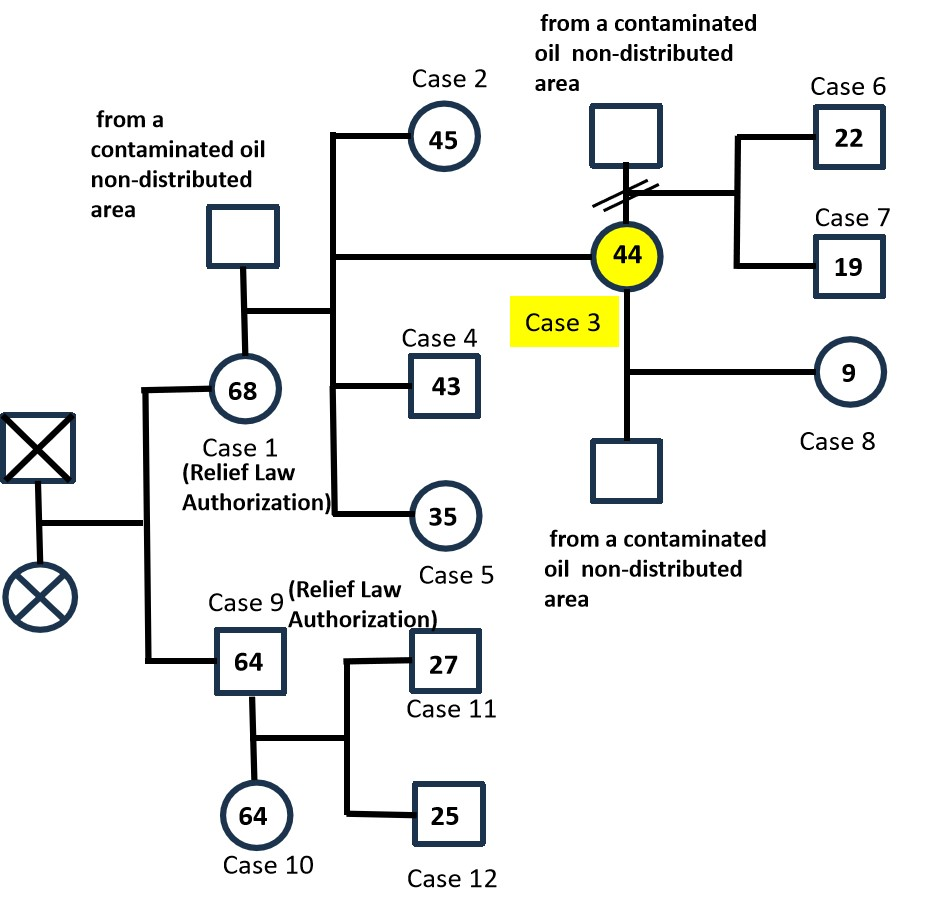 from a contaminated
oil  non-distributed
area
Case 2
45
Case 6
22
from a
contaminated oil
non-distributed
area
Case 7
19
44
Case 3
Case 4
43
9
Case 8
68
Case 1
(Relief Law
Authorization)
35
Case 5
from a contaminated
oil  non-distributed
area
Case 9
(Relief Law
Authorization)
64
27
Case 11
64
Case 10
25
Case 12